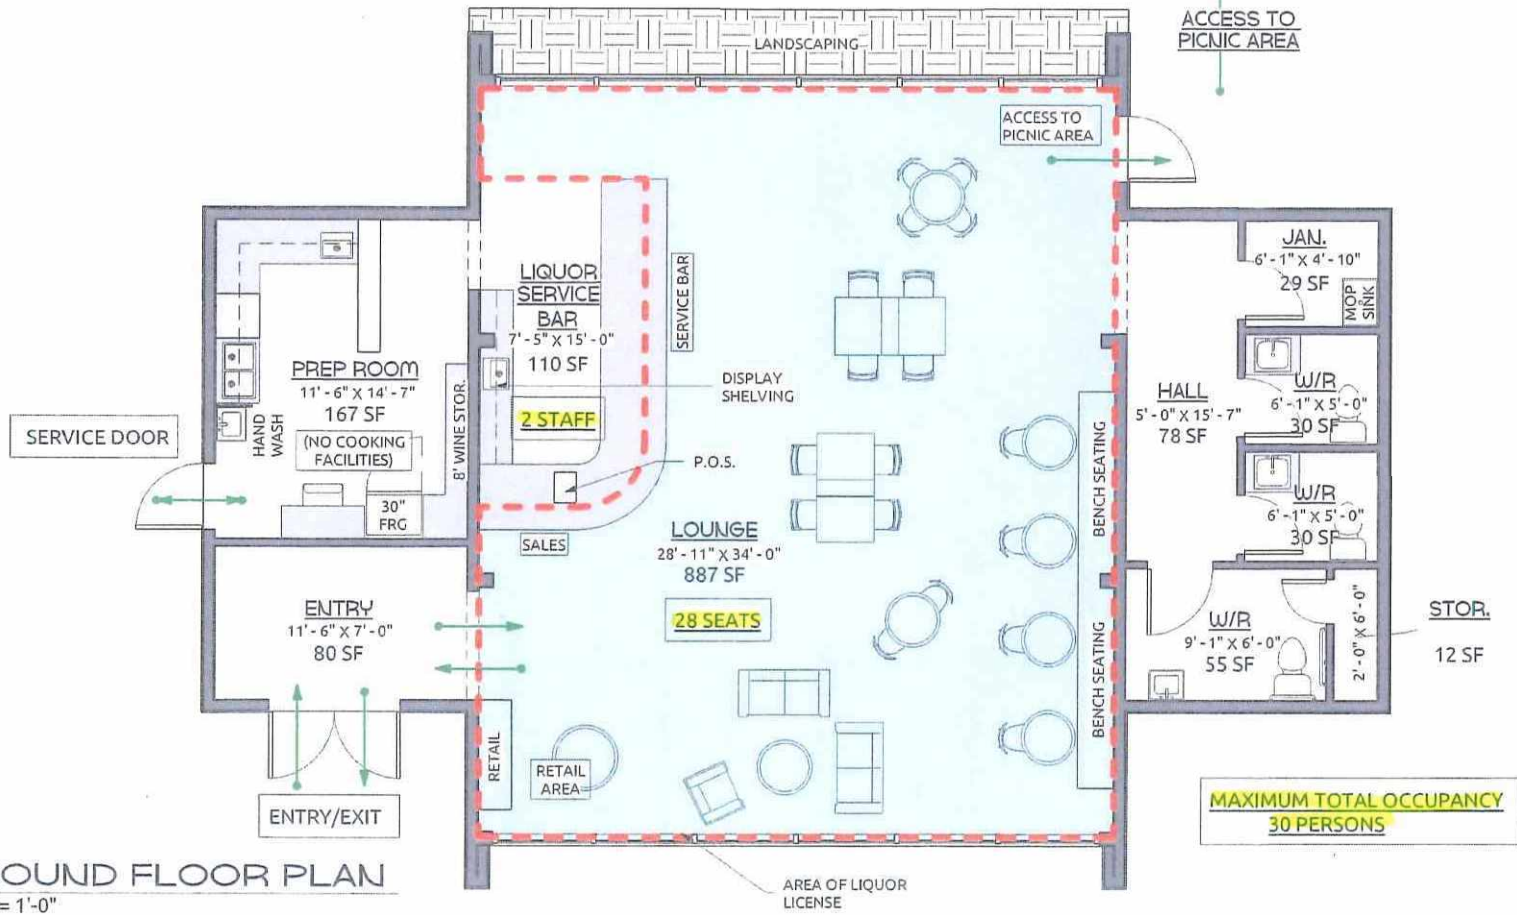 ACCESS TO
PICNIC AREA
LANDSCAPING
ACCESS TO
PICNIC AREA
LIQUOR
SERVICE
BAR
7' - 5" X 15' - 0"
110 SF
SERVICE BAR
2 STAFF
DISPLAY
SHELVING
P.O.S.
PREP ROOM
11' - 6" X 14' - 7"
167 SF
(NO COOKING
FACILITIES)
HAND
WASH
8' WINE STOR.
30"
FRG
SERVICE DOOR
SALES
LOUNGE
28' - 11" X 34' - 0"
887 SF
28 SEATS
BENCH SEATING
BENCH SEATING
JAN.
6' - 1" X 4' - 10"
29 SF
MOP
SINK
HALL
5' - 0" X 15' - 7"
78 SF
W/R
6' - 1" X 5' - 0"
30 SF
W/R
6' - 1" X 5' - 0"
30 SF
W/R
9' - 1" X 6' - 0"
55 SF
2' - 0" X 6' - 0"
STOR.
12 SF
ENTRY
11' - 6" X 7' - 0"
80 SF
RETAIL
RETAIL
AREA
ENTRY/EXIT
MAXIMUM TOTAL OCCUPANCY
30 PERSONS
AREA OF LIQUOR
LICENSE
OUND FLOOR PLAN
= 1'-0"